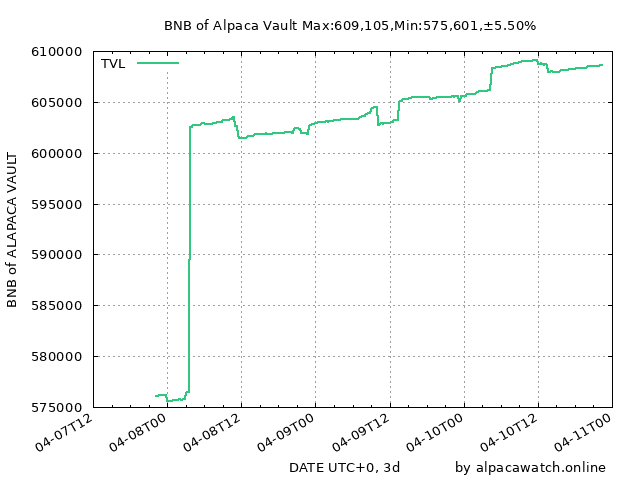 BNB of Alpaca Vault Max:609,105,Min:575,601,±5.50%
TVL
610000
605000
600000
595000
590000
585000
580000
575000
BNB of ALAPACA VAULT
04-07T12
04-08T00
04-08T12
04-09T00
04-09T12
04-10T00
04-10T12
04-11T00
DATE UTC+0, 3d
by alpacawatch.online